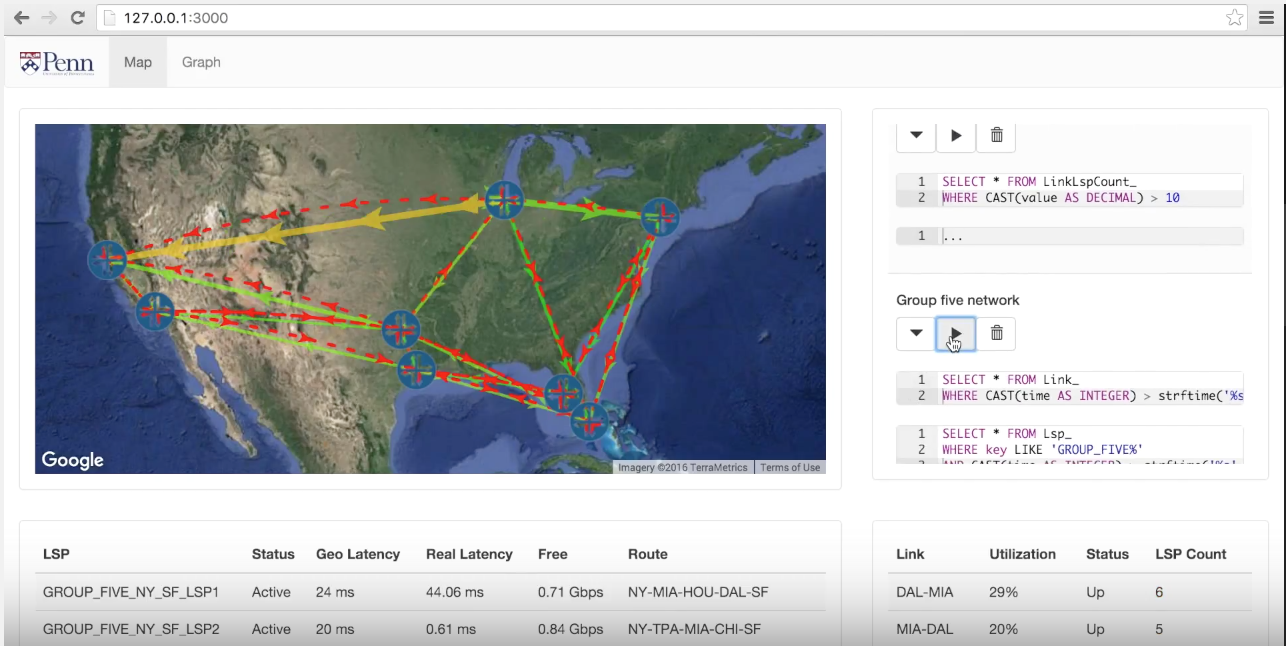 127.0.0.1:3000
Penn
Map
Graph
Google
Imagery ©2016 TerraMetrics
Terms of Use
1 SELECT * FROM LinkLspCount_
2 WHERE CAST(value AS DECIMAL) > 10
1 ...
Group five network
1 SELECT * FROM Link_
2 WHERE CAST(time AS INTEGER) > strftime('%s
1 SELECT * FROM Lsp_
2 WHERE key LIKE 'GROUP_FIVE%'
LSP Status Geo Latency Real Latency Free Route
GROUP_FIVE_NY_SF_LSP1 Active 24 ms 44.06 ms 0.71 Gbps NY-MIA-HOU-DAL-SF
GROUP_FIVE_NY_SF_LSP2 Active 20 ms 0.61 ms 0.84 Gbps NY-TPA-MIA-CHI-SF
Link Utilization Status LSP Count
DAL-MIA 29% Up 6
MIA-DAL 20% Up 5